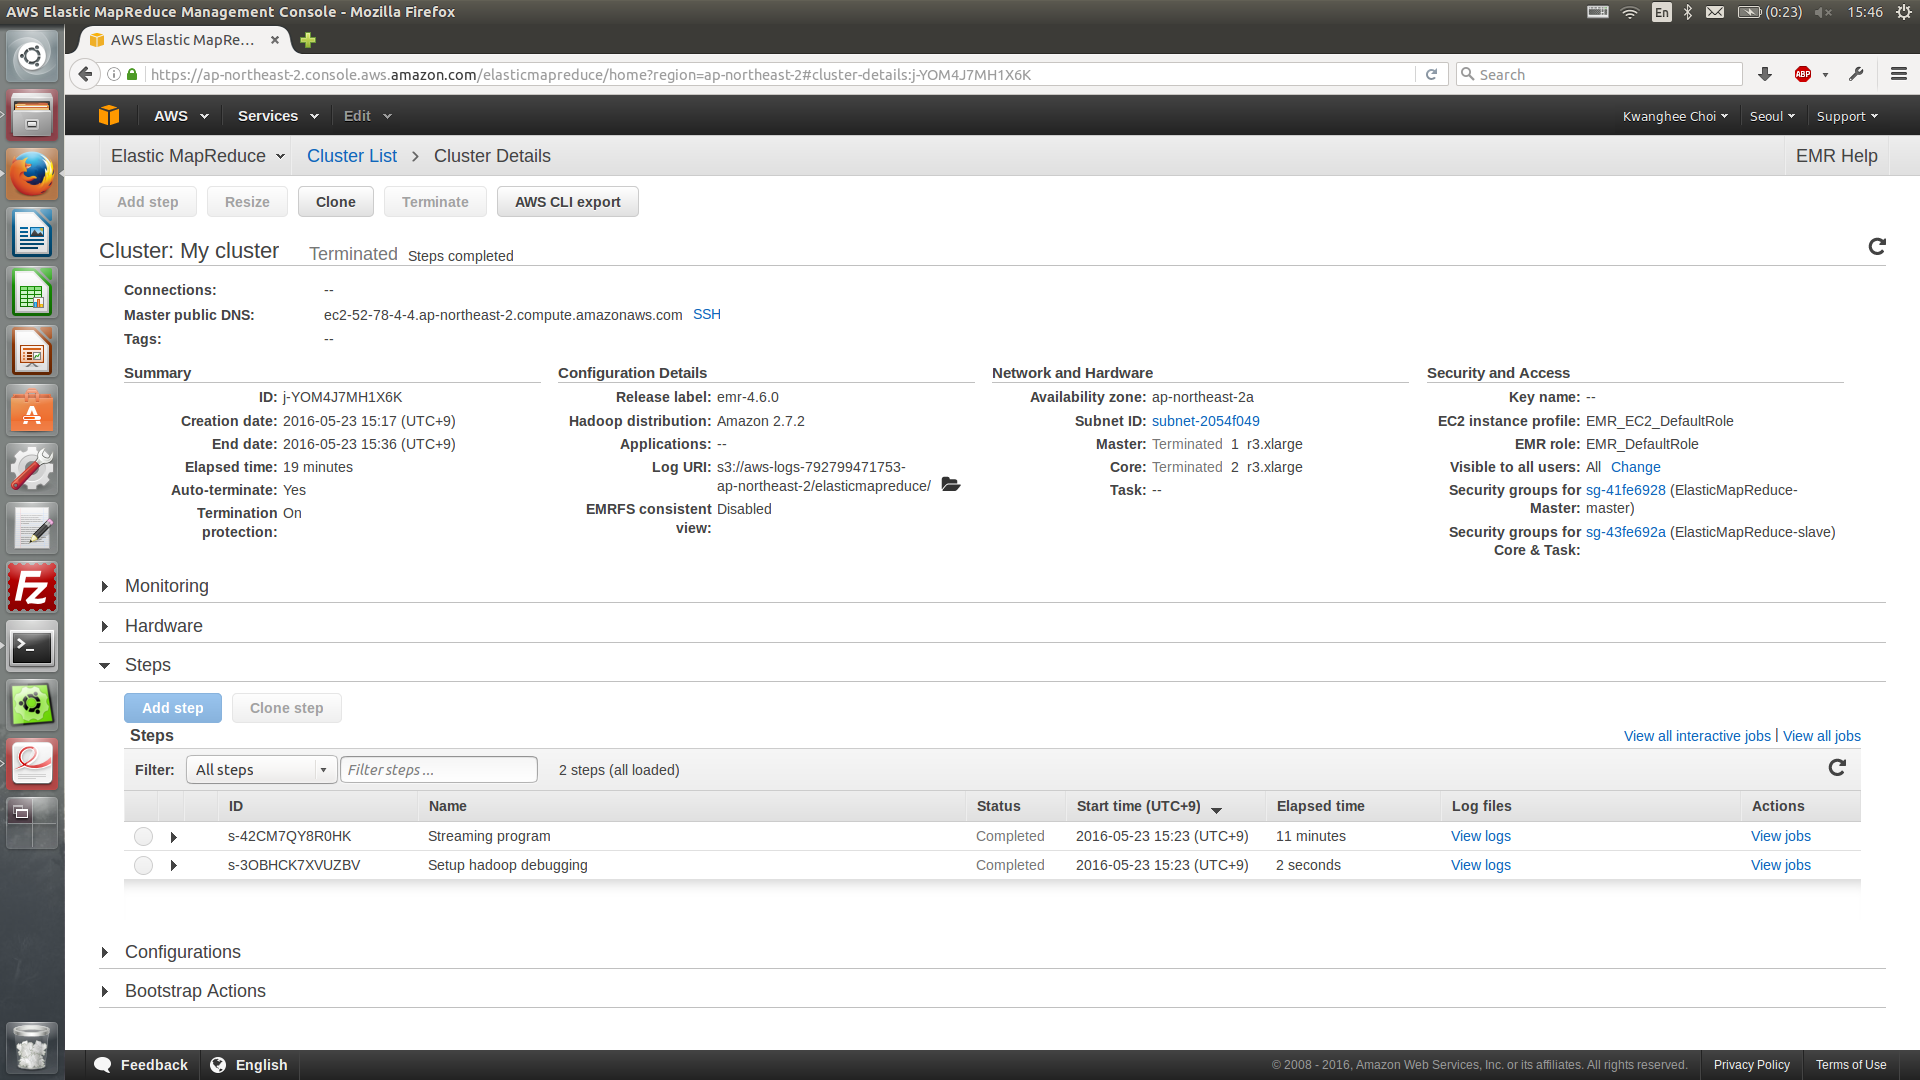 AWS Elastic MapReduce Management Console - Mozilla Firefox
En (0:23) 15:46
AWS Elastic MapRe...
https://ap-northeast-2.console.aws.amazon.com/elasticmapreduce/home?region=ap-northeast-2#cluster-details:j-YOM4J7MH1X6K
Search
ABP
AWS Services Edit Kwanghee Choi Seoul Support
Elastic MapReduce Cluster List > Cluster Details EMR Help
Add step Resize Clone Terminate AWS CLI export
Cluster: My cluster Terminated Steps completed
Connections: --
Master public DNS: ec2-52-78-4-4.ap-northeast-2.compute.amazonaws.com SSH
Tags: --
Summary
ID: j-YOM4J7MH1X6K
Creation date: 2016-05-23 15:17 (UTC+9)
End date: 2016-05-23 15:36 (UTC+9)
Elapsed time: 19 minutes
Auto-terminate: Yes
Termination On
protection:
Configuration Details
Release label: emr-4.6.0
Hadoop distribution: Amazon 2.7.2
Applications: --
Log URI: s3://aws-logs-792799471753-
ap-northeast-2/elasticmapreduce/
EMRFS consistent Disabled
view:
Network and Hardware
Availability zone: ap-northeast-2a
Subnet ID: subnet-2054f049
Master: Terminated 1 r3.xlarge
Core: Terminated 2 r3.xlarge
Task: --
Security and Access
Key name: --
EC2 instance profile: EMR_EC2_DefaultRole
EMR role: EMR_DefaultRole
Visible to all users: All Change
Security groups for sg-41fe6928 (ElasticMapReduce-
Master: master)
Security groups for sg-43fe692a (ElasticMapReduce-slave)
Core & Task:
Monitoring
Hardware
Steps
Add step Clone step
Steps View all interactive jobs | View all jobs
Filter: All steps Filter steps ... 2 steps (all loaded)
ID Name Status Start time (UTC+9) Elapsed time Log files Actions
s-42CM7QY8R0HK Streaming program Completed 2016-05-23 15:23 (UTC+9) 11 minutes View logs View jobs
s-3OBHCK7XVUZBV Setup hadoop debugging Completed 2016-05-23 15:23 (UTC+9) 2 seconds View logs View jobs
Configurations
Bootstrap Actions
Feedback English © 2008 - 2016, Amazon Web Services, Inc. or its affiliates. All rights reserved. Privacy Policy Terms of Use